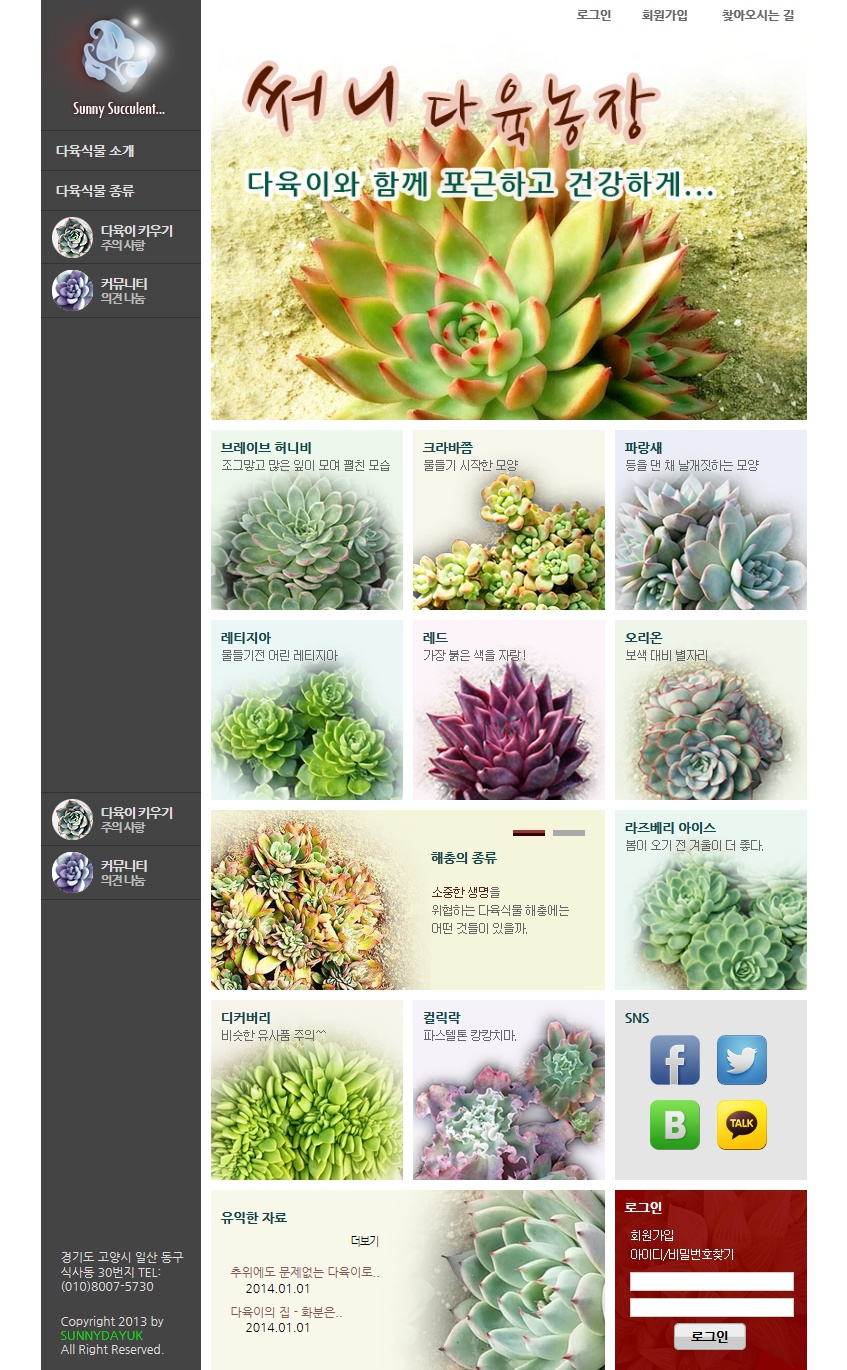 로그인 회원가입 찾아오시는 길
Sunny Succulent...
다육식물 소개
다육식물 종류
다육이 키우기
주의 사항
커뮤니티
의견 나눔
써니 다육농장
다육이와 함께 포근하고 건강하게...
브레이브 허니비
조그맣고 많은 잎이 모여 펼친 모습
크라바쯤
물들기 시작한 모양
파랑새
등을 댄 채 날개짓하는 모양
레티지아
물들기전 어린 레티지아
레드
가장 붉은 색을 자랑!
오리온
보색 대비 별자리
다육이 키우기
주의 사항
커뮤니티
의견 나눔
해충의 종류
소중한 생명을
위협하는 다육식물 해충에는
어떤 것들이 있을까.
라즈베리 아이스
봄이 오기 전 겨울이 더 좋다.
디커버리
비슷한 유사품 주의^^
컬릭락
파스텔톤 캉캉치마.
SNS
f
B
TALK
유익한 자료
더보기
추위에도 문제없는 다육이로..
2014.01.01
다육이의 집 - 화분은..
2014.01.01
로그인
회원가입
아이디/비밀번호찾기
로그인
경기도 고양시 일산 동구
식사동 30번지 TEL:
(010)8007-5730
Copyright 2013 by
SUNNYDAYUK
All Right Reserved.